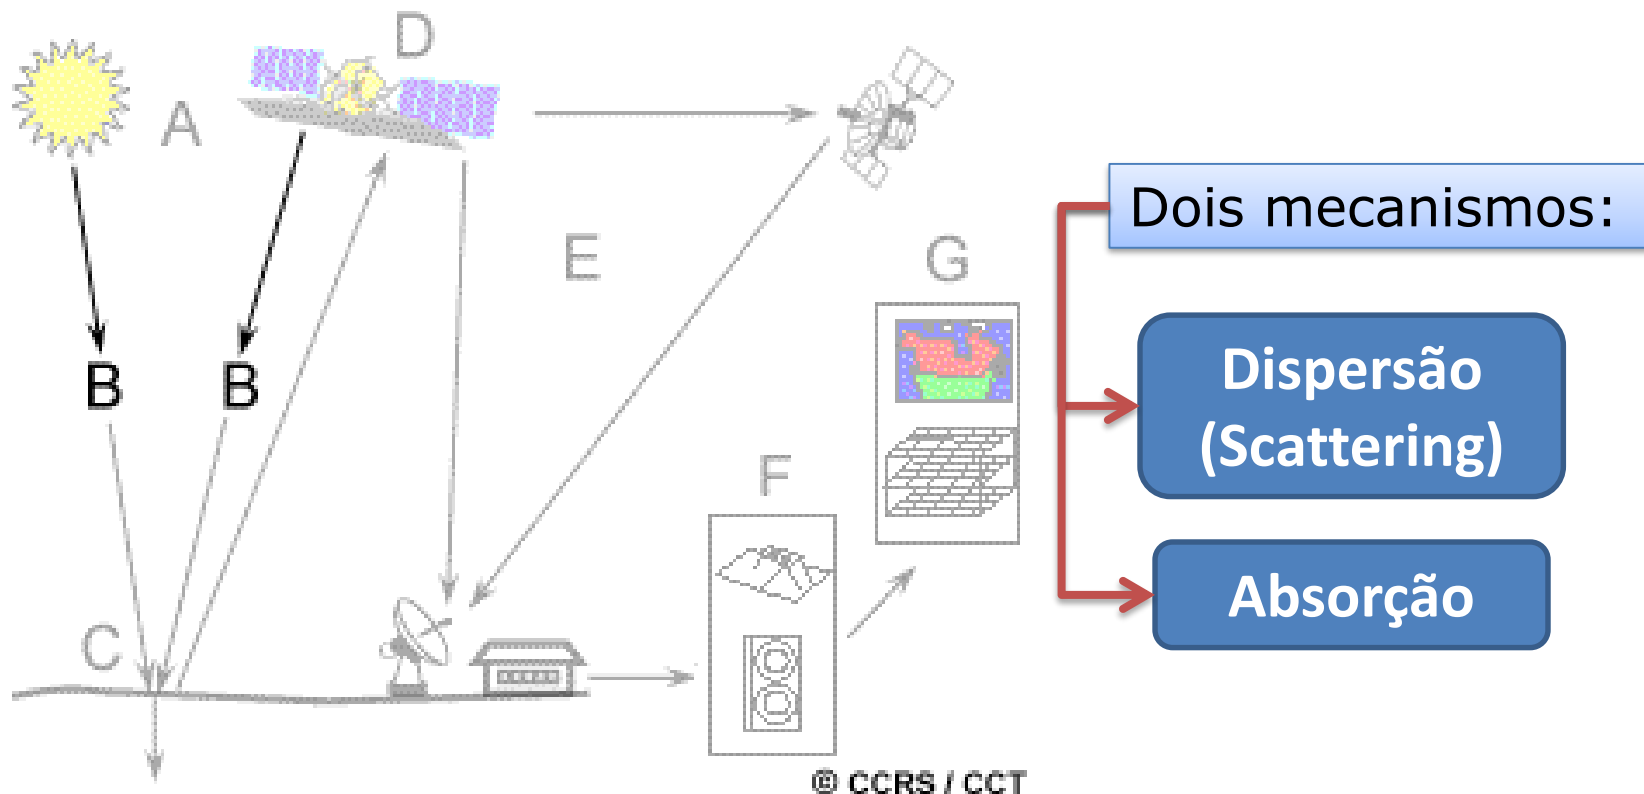 D
A
E
G
B
B
F
C
© CCRS / CCT
Dois mecanismos:
Dispersão
(Scattering)
Absorção